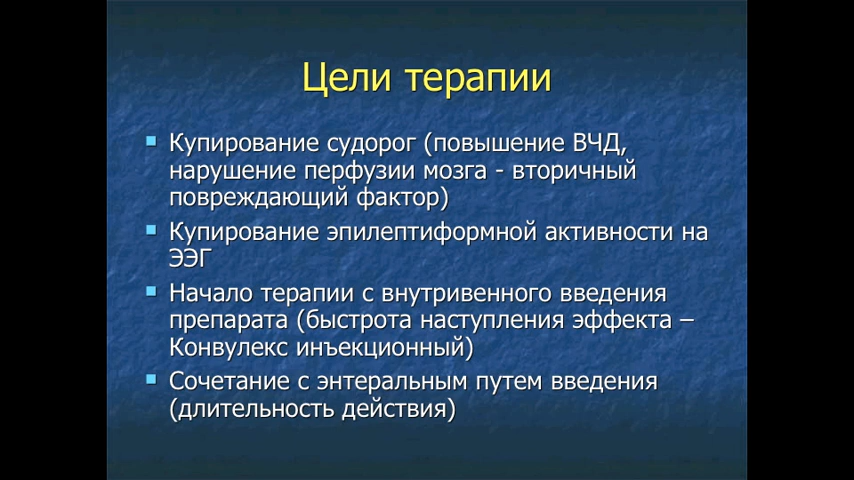 Цели терапии
Купирование судорог (повышение ВЧД,
нарушение перфузии мозга - вторичный
повреждающий фактор)
Купирование эпилептиформной активности на
ЭЭГ
Начало терапии с внутривенного введения
препарата (быстрота наступления эффекта –
Конвулекс инъекционный)
Сочетание с энтеральным путем введения
(длительность действия)